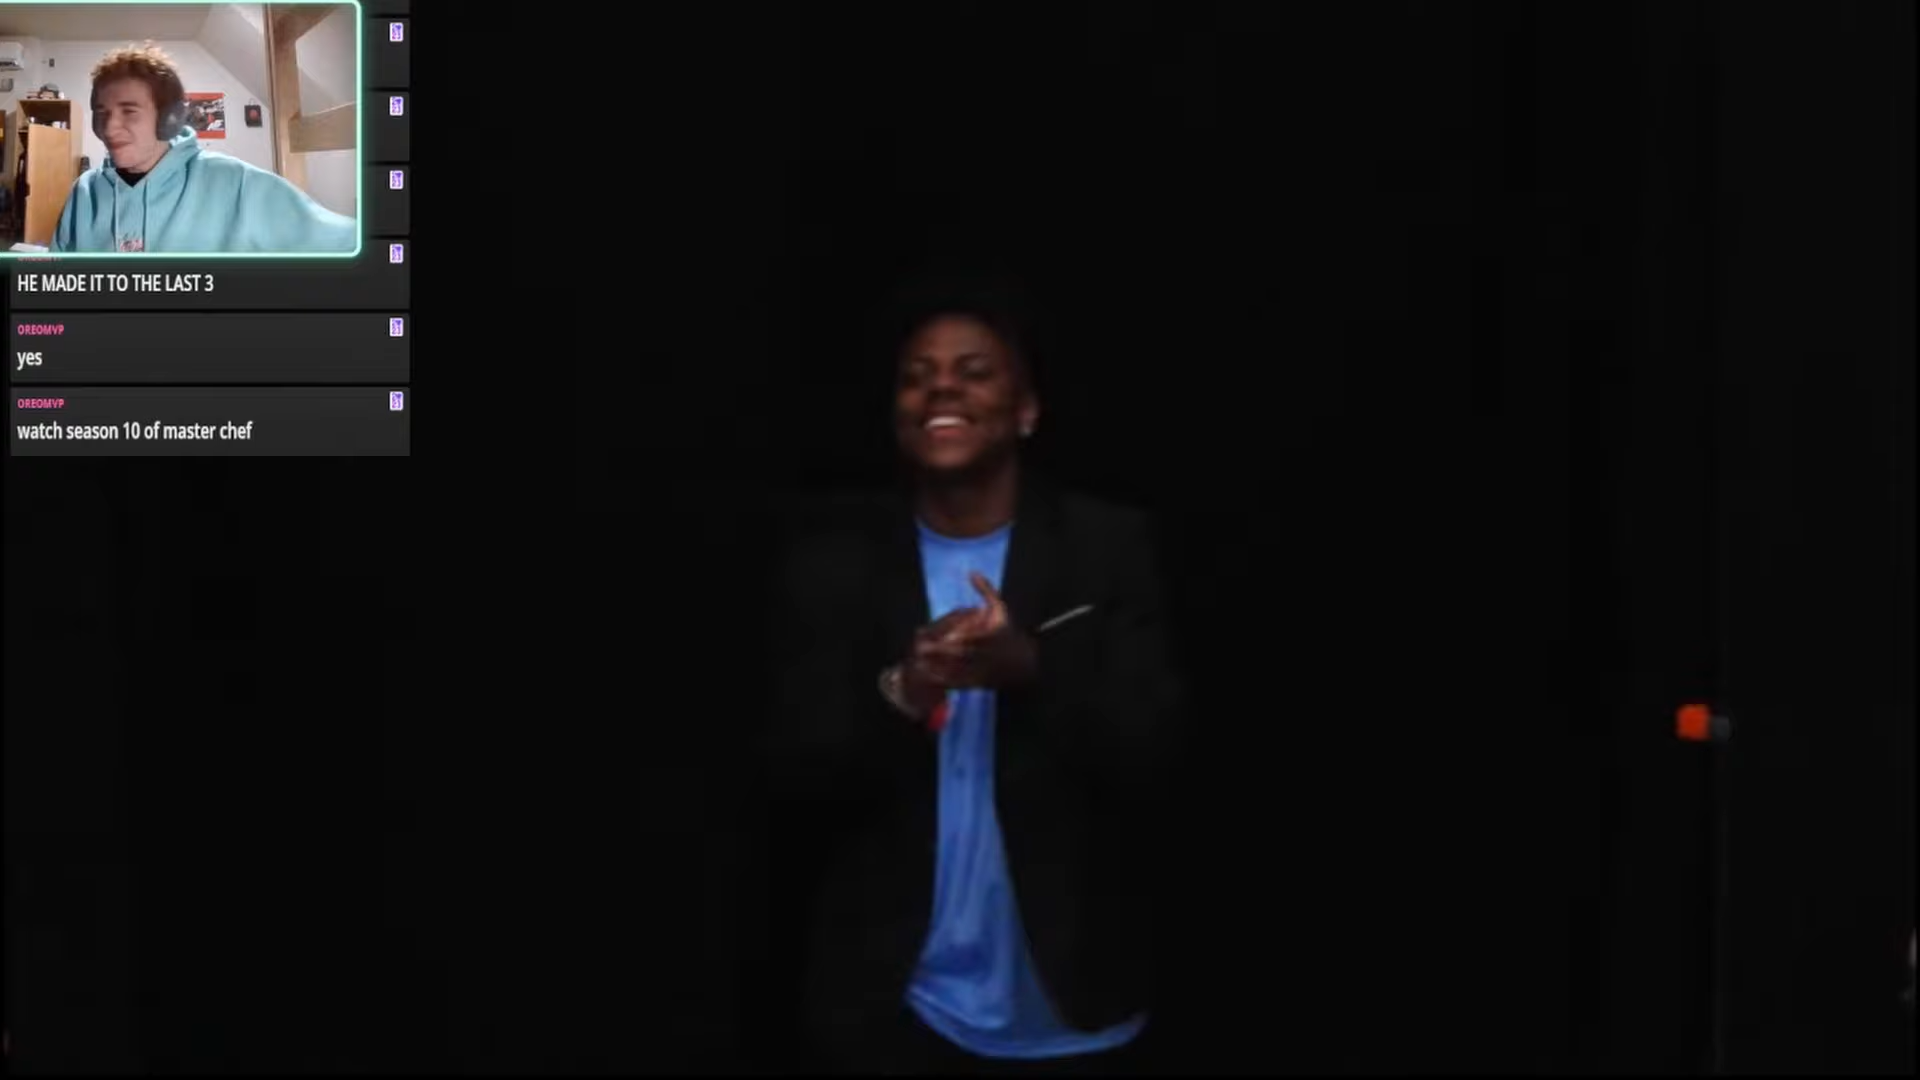 HE MADE IT TO THE LAST 3
OREOMVP
yes
OREOMVP
watch season 10 of master chef